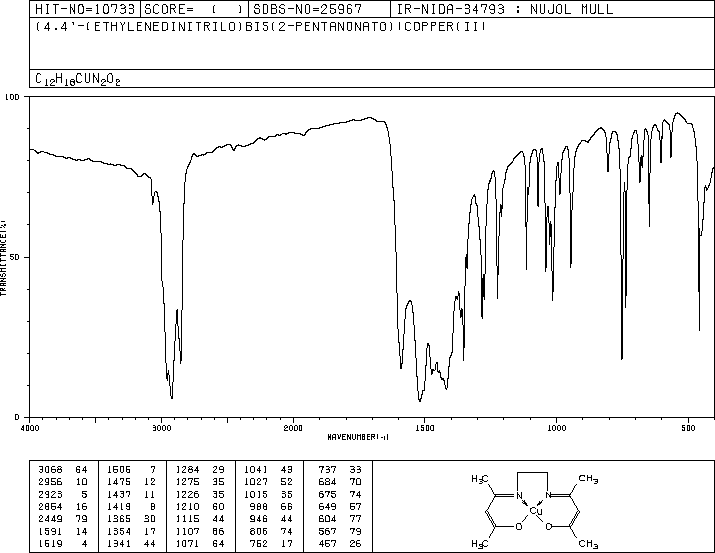 HIT-NO=10733 SCORE= ( ) SDBS-NO=25967 IR-NIDA-34793 : NUJOL MULL
(4,4'-(ETHYLENEDINITRILO)BIS(2-PENTANONATO))COPPER(II)
C12H18CUN2O2
100
50
0
TRANSMITTANCE(%)
4000 3000 2000 1500 1000 500
WAVENUMBER(-1)
3068 64 1506 7 1284 29 1041 43 737 33
2956 10 1475 12 1275 35 1027 52 684 70
2923 5 1437 11 1226 35 1015 35 675 74
2854 16 1419 8 1210 60 988 66 649 57
2449 79 1365 30 1115 44 946 44 604 77
1591 14 1354 17 1107 86 806 74 567 79
1519 4 1341 44 1071 64 752 17 457 26
H3C CH3
N N
Cu
O O
H3C CH3